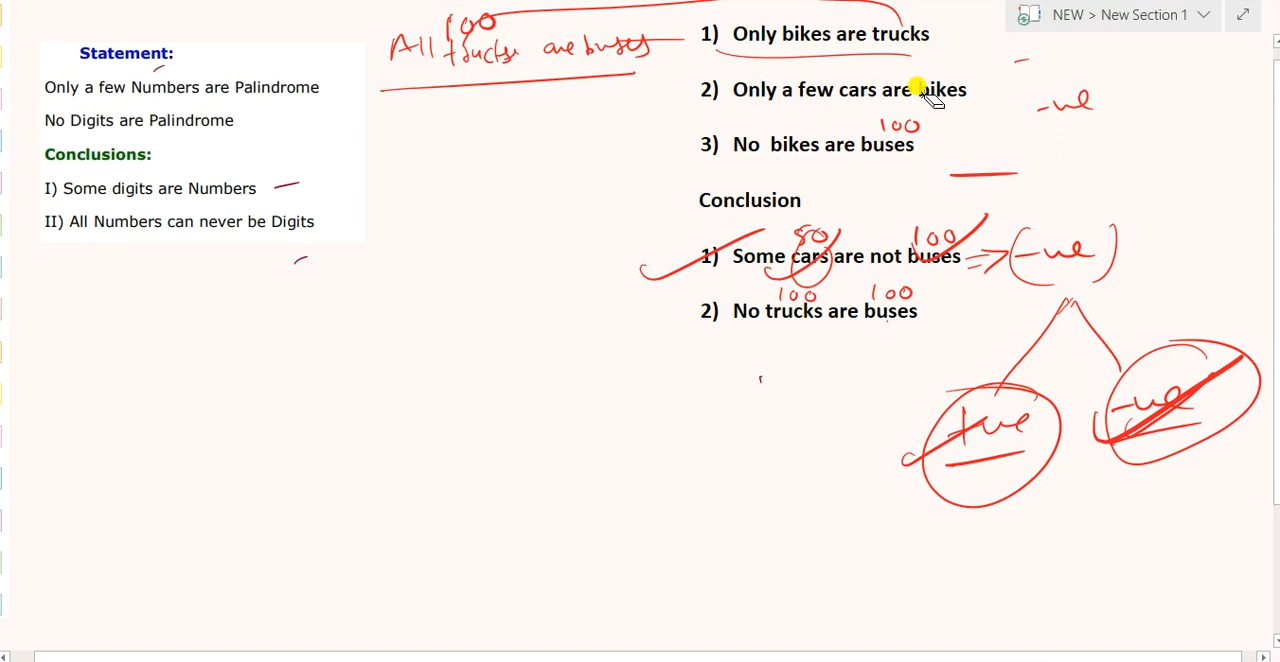 NEW > New Section 1
Statement:
Only a few Numbers are Palindrome
No Digits are Palindrome
Conclusions:
I) Some digits are Numbers
II) All Numbers can never be Digits
100
All trucks are buses
1) Only bikes are trucks
2) Only a few cars are bikes
-ve
100
3) No bikes are buses
Conclusion
50 100
1) Some cars are not buses => (-ve)
100 100
2) No trucks are buses
+ve -ve